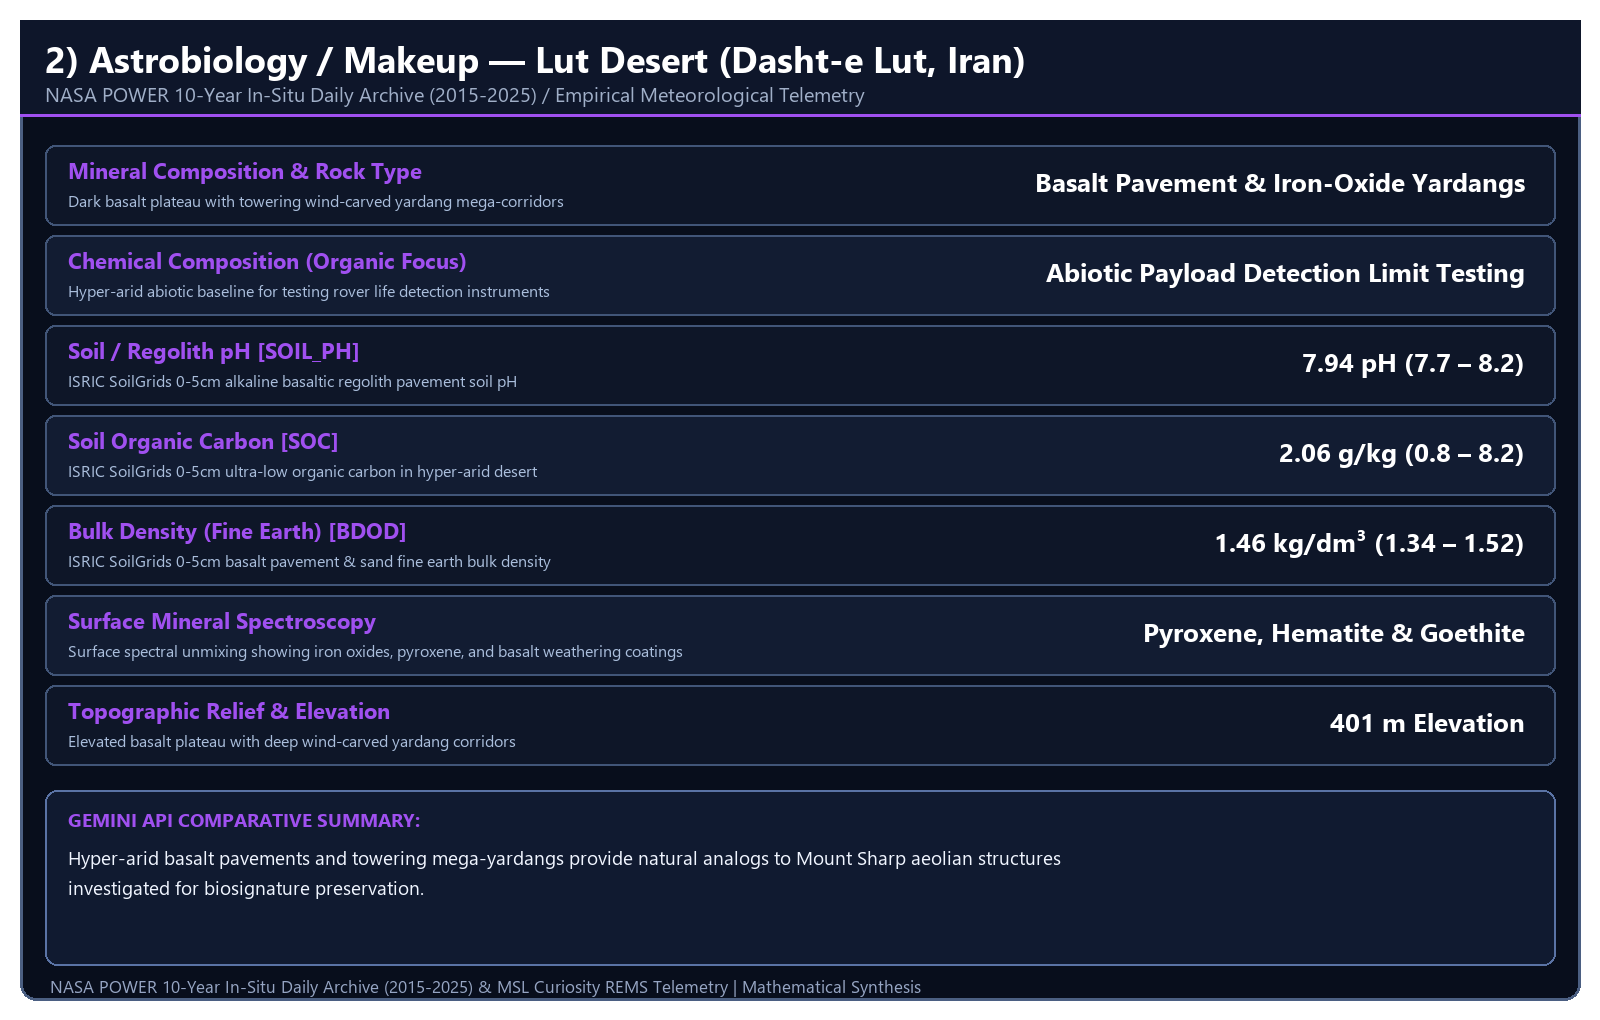 2) Astrobiology / Makeup — Lut Desert (Dasht-e Lut, Iran)
NASA POWER 10-Year In-Situ Daily Archive (2015-2025) / Empirical Meteorological Telemetry
Mineral Composition & Rock Type
Dark basalt plateau with towering wind-carved yardang mega-corridors
Basalt Pavement & Iron-Oxide Yardangs
Chemical Composition (Organic Focus)
Hyper-arid abiotic baseline for testing rover life detection instruments
Abiotic Payload Detection Limit Testing
Soil / Regolith pH [SOIL_PH]
ISRIC SoilGrids 0-5cm alkaline basaltic regolith pavement soil pH
7.94 pH (7.7 – 8.2)
Soil Organic Carbon [SOC]
ISRIC SoilGrids 0-5cm ultra-low organic carbon in hyper-arid desert
2.06 g/kg (0.8 – 8.2)
Bulk Density (Fine Earth) [BDOD]
ISRIC SoilGrids 0-5cm basalt pavement & sand fine earth bulk density
1.46 kg/dm³ (1.34 – 1.52)
Surface Mineral Spectroscopy
Surface spectral unmixing showing iron oxides, pyroxene, and basalt weathering coatings
Pyroxene, Hematite & Goethite
Topographic Relief & Elevation
Elevated basalt plateau with deep wind-carved yardang corridors
401 m Elevation
GEMINI API COMPARATIVE SUMMARY:
Hyper-arid basalt pavements and towering mega-yardangs provide natural analogs to Mount Sharp aeolian structures
investigated for biosignature preservation.
NASA POWER 10-Year In-Situ Daily Archive (2015-2025) & MSL Curiosity REMS Telemetry | Mathematical Synthesis